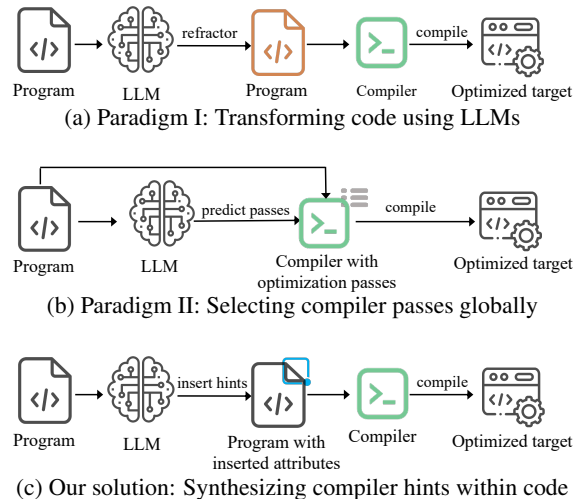 refractor
compile
Program
LLM
Program
Compiler
Optimized target
(a) Paradigm I: Transforming code using LLMs
predict passes
compile
Program
LLM
Compiler with
optimization passes
Optimized target
(b) Paradigm II: Selecting compiler passes globally
insert hints
compile
Program
LLM
Program with
inserted attributes
Compiler
Optimized target
(c) Our solution: Synthesizing compiler hints within code